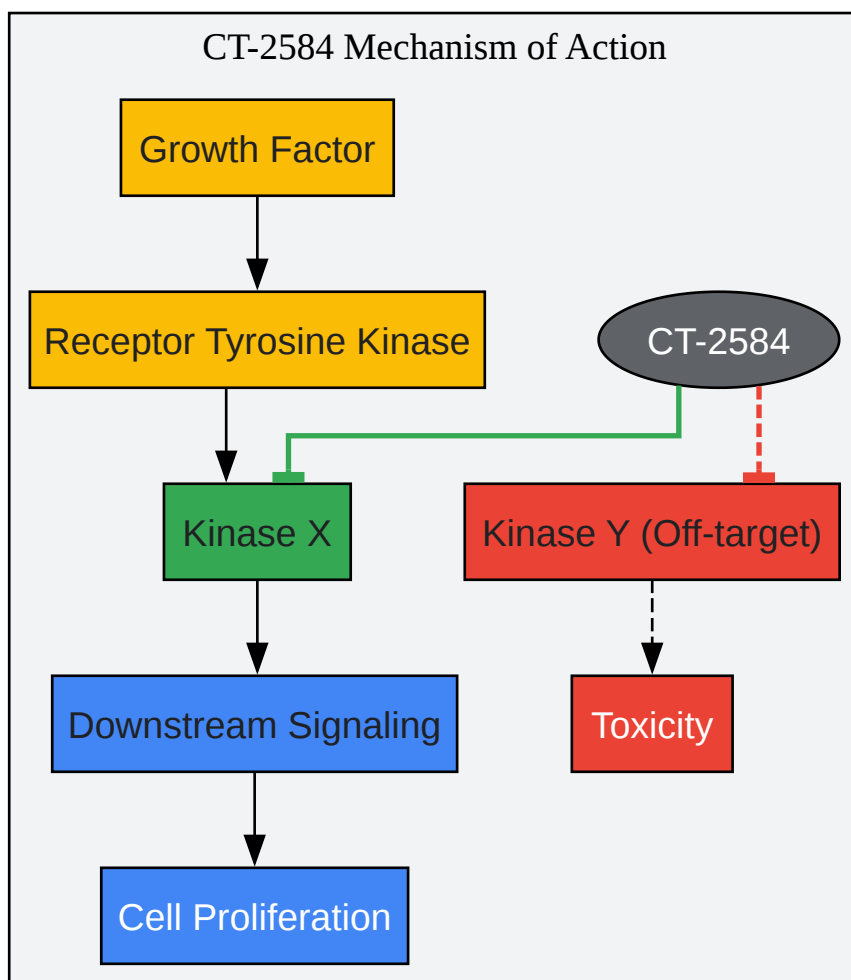 CT-2584 Mechanism of Action
Growth Factor
Receptor Tyrosine Kinase
CT-2584
Kinase X
Kinase Y (Off-target)
Downstream Signaling
Toxicity
Cell Proliferation